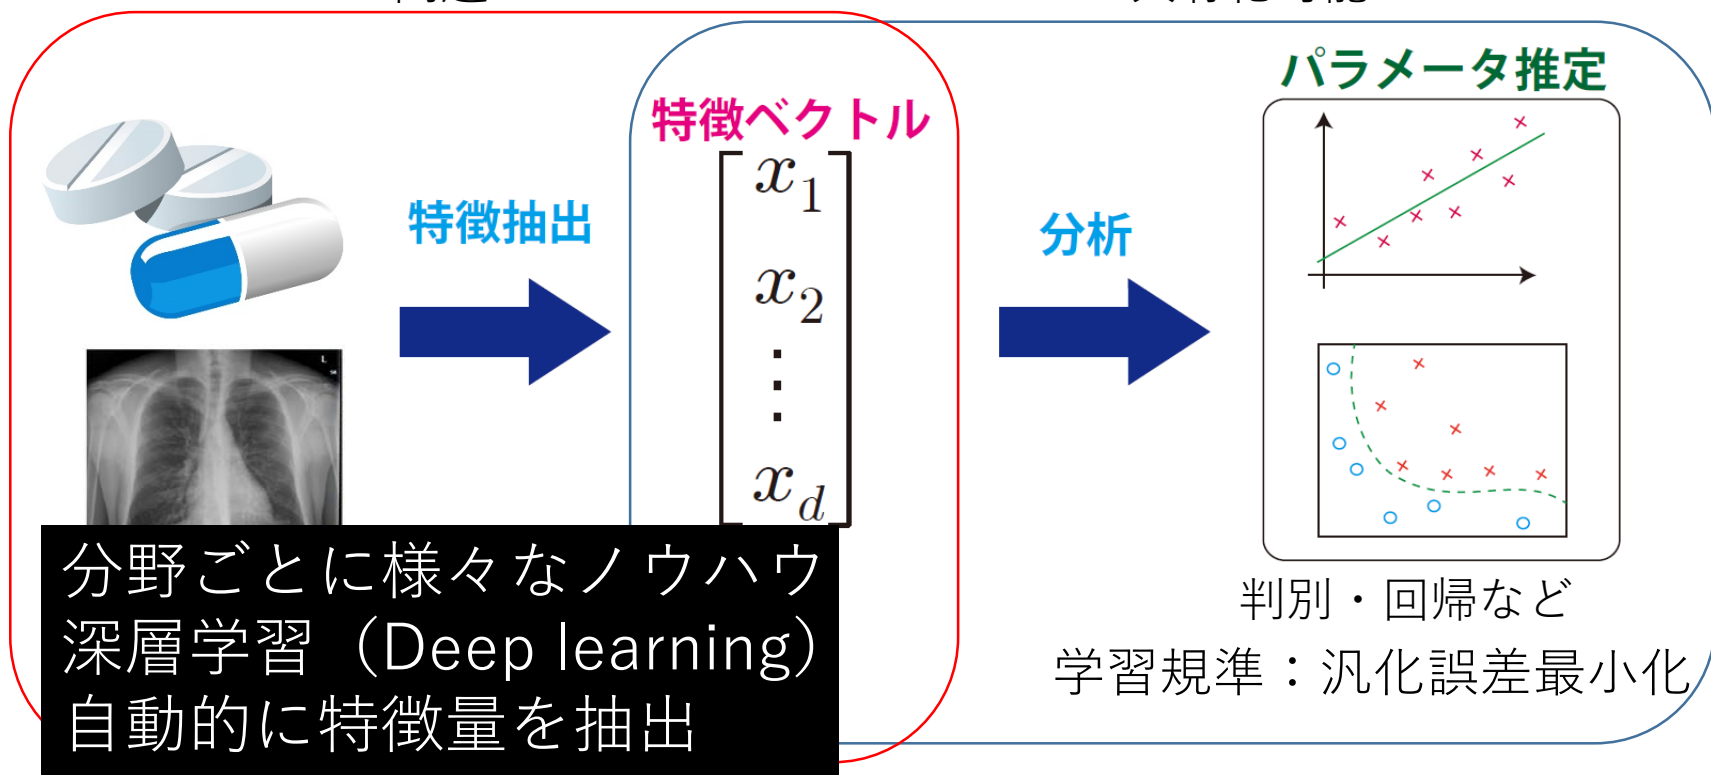 パラメータ推定
特徴ベクトル
特徴抽出
分析
x1
x2
⋮
xd
L
分野ごとに様々なノウハウ
深層学習（Deep learning）
自動的に特徴量を抽出
判別・回帰など
学習規準：汎化誤差最小化